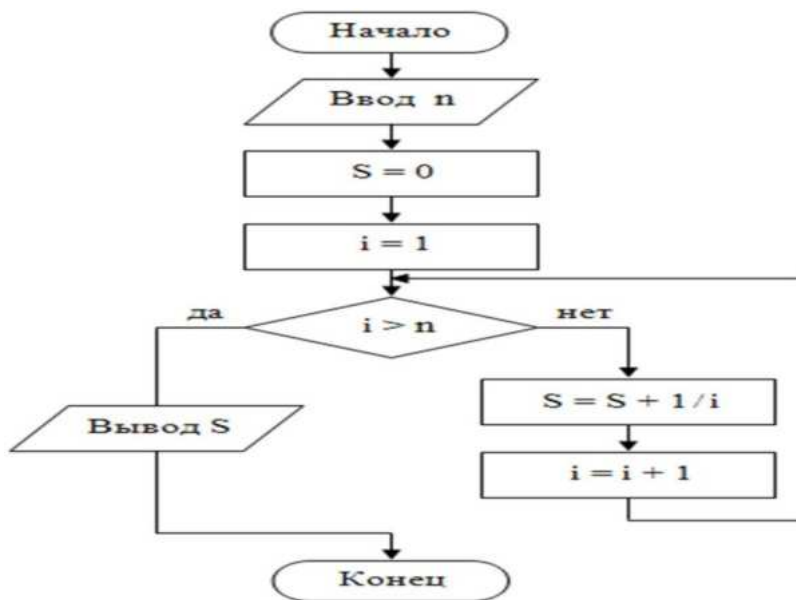 Начало
Ввод n
S = 0
i = 1
да
i > n
нет
S = S + 1/i
Вывод S
i = i + 1
Конец